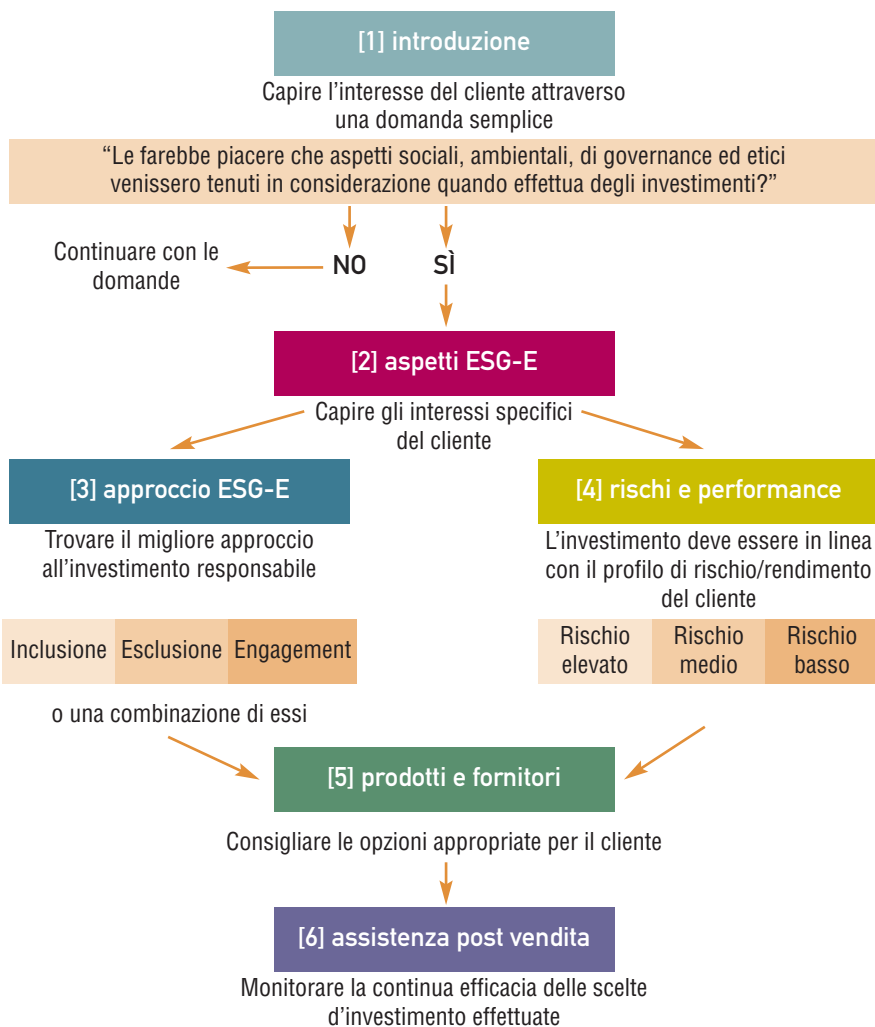 [1] introduzione
Capire l'interesse del cliente attraverso
una domanda semplice
“Le farebbe piacere che aspetti sociali, ambientali, di governance ed etici
venissero tenuti in considerazione quando effettua degli investimenti?”
Continuare con le
domande
NO
SÌ
[2] aspetti ESG-E
Capire gli interessi specifici
del cliente
[3] approccio ESG-E
Trovare il migliore approccio
all'investimento responsabile
Inclusione
Esclusione
Engagement
o una combinazione di essi
[4] rischi e performance
L'investimento deve essere in linea
con il profilo di rischio/rendimento
del cliente
Rischio
elevato
Rischio
medio
Rischio
basso
[5] prodotti e fornitori
Consigliare le opzioni appropriate per il cliente
[6] assistenza post vendita
Monitorare la continua efficacia delle scelte
d'investimento effettuate